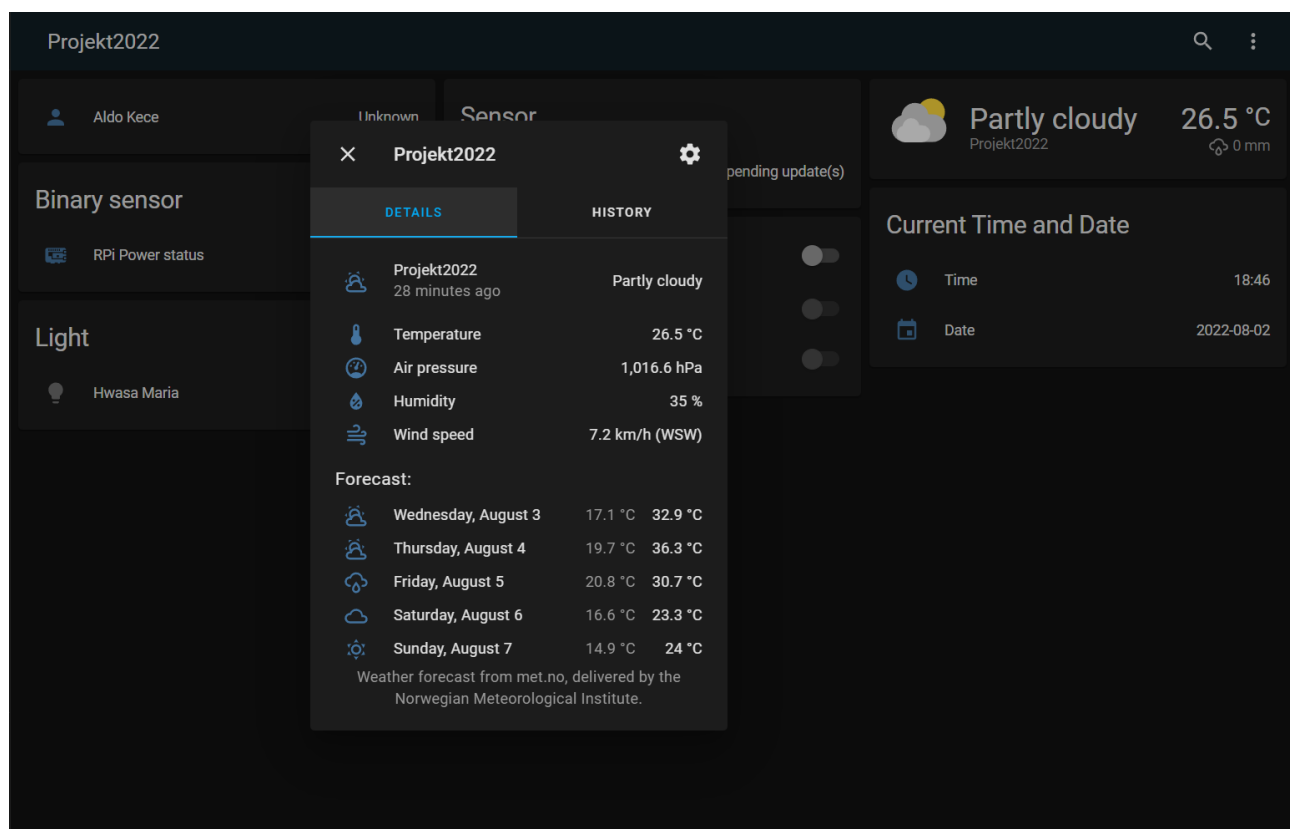 Projekt2022
Aldo Kece Unknown
Binary sensor
RPi Power status
Light
Hwasa Maria
Sensor
pending update(s)
Partly cloudy 26.5 °C
Projekt2022 0 mm
Current Time and Date
Time 18:46
Date 2022-08-02
Projekt2022
DETAILS HISTORY
Projekt2022 Partly cloudy
28 minutes ago
Temperature 26.5 °C
Air pressure 1,016.6 hPa
Humidity 35 %
Wind speed 7.2 km/h (WSW)
Forecast:
Wednesday, August 3 17.1 °C 32.9 °C
Thursday, August 4 19.7 °C 36.3 °C
Friday, August 5 20.8 °C 30.7 °C
Saturday, August 6 16.6 °C 23.3 °C
Sunday, August 7 14.9 °C 24 °C
Weather forecast from met.no, delivered by the
Norwegian Meteorological Institute.